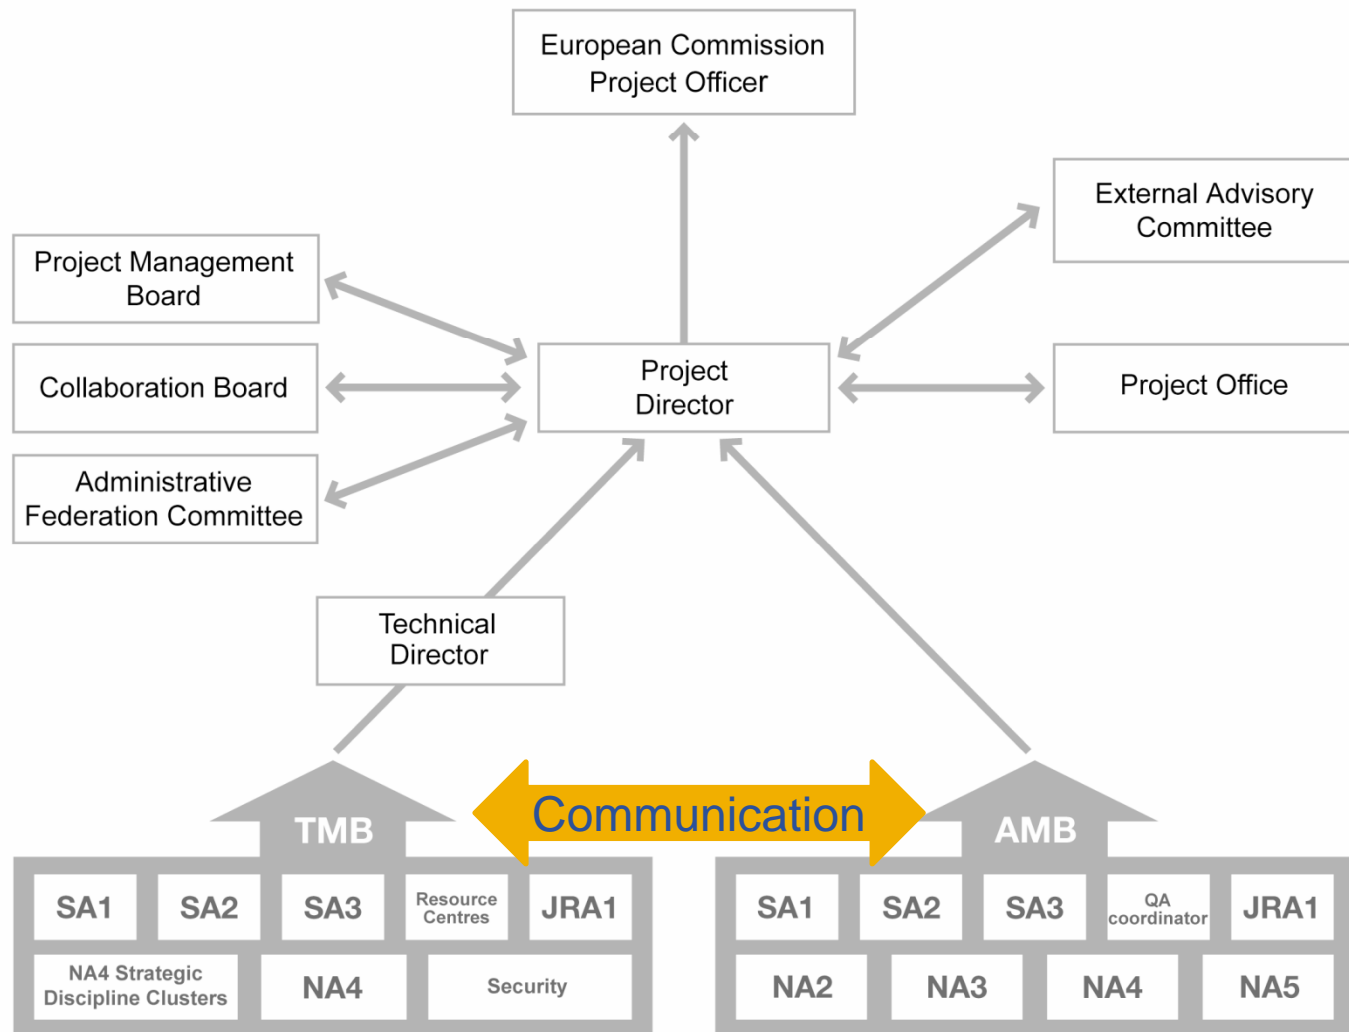 European Commission
Project Officer
External Advisory
Committee
Project Management
Board
Collaboration Board
Project
Director
Project Office
Administrative
Federation Committee
Technical
Director
Communication
TMB
AMB
SA1
SA2
SA3
Resource
Centres
JRA1
NA4 Strategic
Discipline Clusters
NA4
Security
SA1
SA2
SA3
QA
coordinator
JRA1
NA2
NA3
NA4
NA5